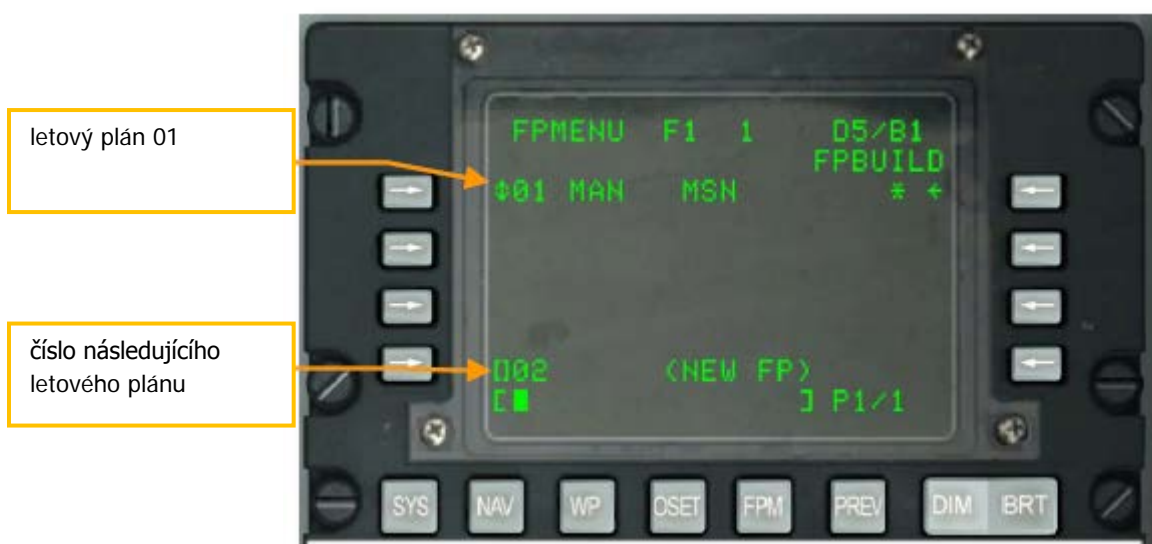 letový plán 01
číslo následujícího
letového plánu
FPMENU F1 1 D5/B1
FPBUILD
01 MAN MSN * ←
[]02 (NEW FP)
[ ] P1/1
SYS NAV WP OSET FPM PREV DIM BRT